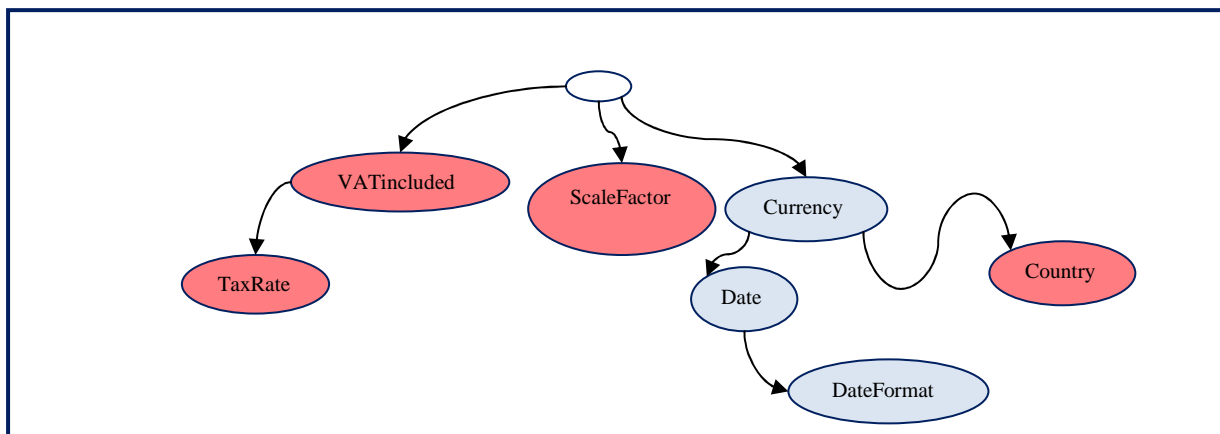 VATincluded
ScaleFactor
Currency
TaxRate
Country
Date
DateFormat